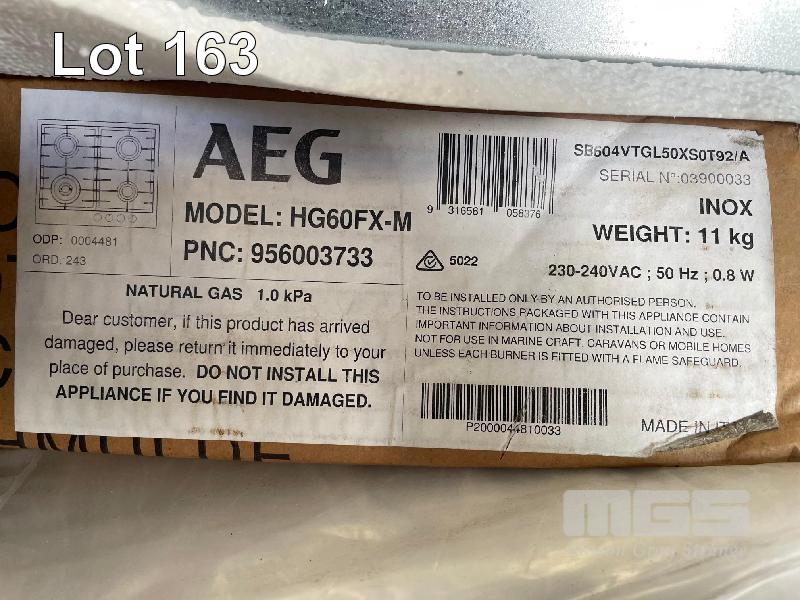 Lot 163
AEG
MODEL: HG60FX-M
PNC: 956003733
ODP: 0004481
ORD. 243
NATURAL GAS 1.0 kPa
Dear customer, if this product has arrived
damaged, please return it immediately to your
place of purchase. DO NOT INSTALL THIS
APPLIANCE IF YOU FIND IT DAMAGED.
9 316561 058376
SB604VTGL50XS0T92/A
SERIAL N°:03900033
INOX
WEIGHT: 11 kg
5022
230-240VAC ; 50 Hz ; 0.8 W
TO BE INSTALLED ONLY BY AN AUTHORISED PERSON.
THE INSTRUCTIONS PACKED WITH THIS APPLIANCE CONTAIN
IMPORTANT INFORMATION ABOUT INSTALLATION AND USE.
NOT FOR USE IN MARINE CRAFT, CARAVANS OR MOBILE HOMES
UNLESS EACH BURNER IS FITTED WITH A FLAME SAFEGUARD.
P2000044810033
MADE IN
MGS